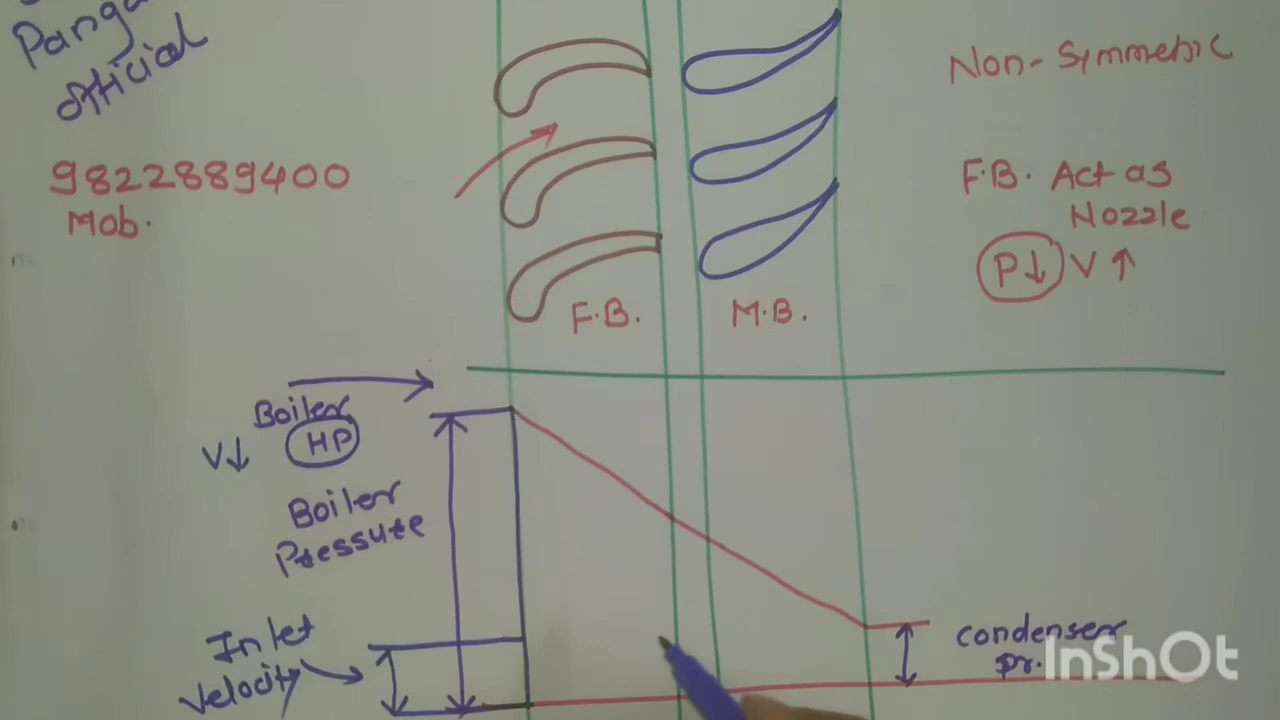 official
9822889400
Mob.
F.B.
M.B.
Non-Symmetric
F.B. Act as
Nozzle
P↓ V↑
Boiler
V↓ HP
Boiler
Pressure
Inlet
Velocity
condenser
pr.
InShOt